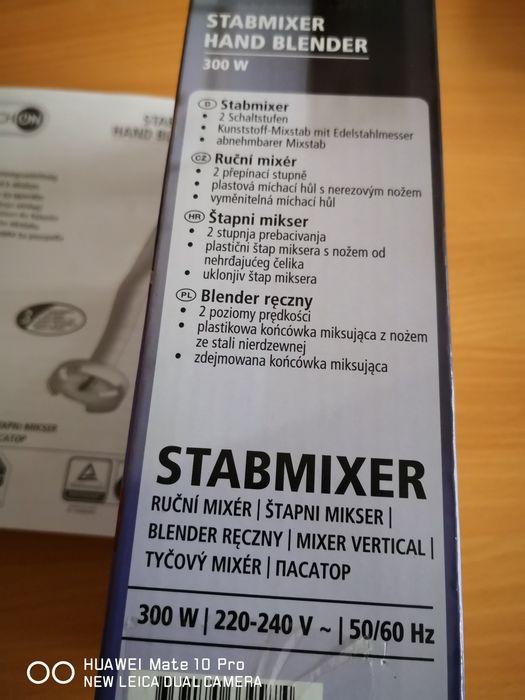 STABMIXER
HAND BLENDER
300 W
D Stabmixer
• 2 Schaltstufen
• Kunststoff-Mixstab mit Edelstahlmesser
• abnehmbarer Mixstab
CZ Ruční mixér
• 2 přepínací stupně
• plastová míchací hůl s nerezovým nožem
• vyměnitelná míchací hůl
HR Štapni mikser
• 2 stupnja prebacivanja
• plastični štap miksera s nožem od
nehrđajućeg čelika
• uklonjiv štap miksera
PL Blender ręczny
• 2 poziomy prędkości
• plastikowa końcówka miksująca z nożem
ze stali nierdzewnej
• zdejmowana końcówka miksująca
STABMIXER
RUČNÍ MIXÉR | ŠTAPNI MIKSER |
BLENDER RĘCZNY | MIXER VERTICAL |
TYČOVÝ MIXÉR | ПАСАТОР
300 W | 220-240 V ~ | 50/60 Hz
ON
STAB
HAND BL
ŠTAPNI MIKSER
САТОР
HUAWEI Mate 10 Pro
NEW LEICA DUAL CAMERA